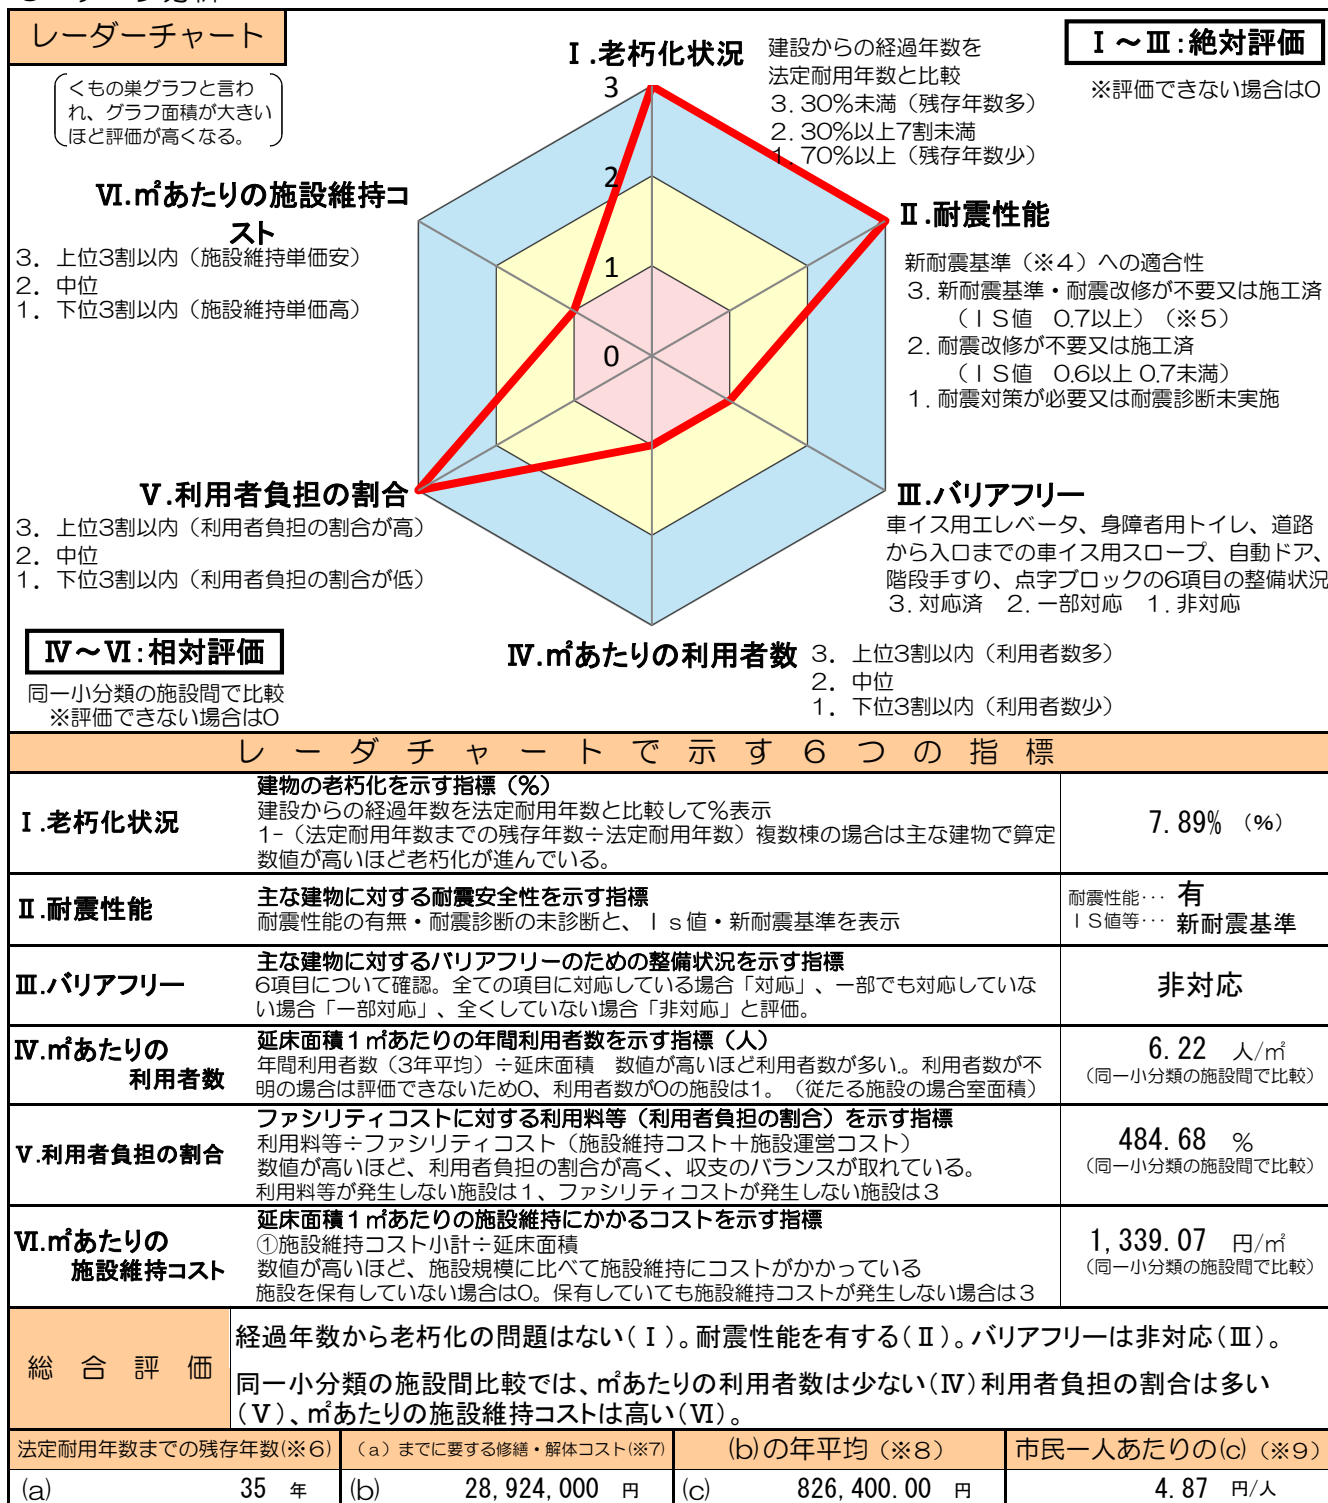 レーダーチャート
くもの巣グラフと言わ
れ、グラフ面積が大きい
ほど評価が高くなる。
Ⅰ～Ⅲ:絶対評価
※評価できない場合は0
Ⅰ.老朽化状況
建設からの経過年数を
法定耐用年数と比較
3. 30%未満（残存年数多）
2. 30%以上7割未満
1. 70%以上（残存年数少）
3
2
1
0
Ⅱ.耐震性能
新耐震基準（※4）への適合性
3. 新耐震基準・耐震改修が不要又は施工済
（ＩＳ値　0.7以上）（※5）
2. 耐震改修が不要又は施工済
（ＩＳ値　0.6以上 0.7未満）
1. 耐震対策が必要又は耐震診断未実施
Ⅲ.バリアフリー
車イス用エレベータ、身障者用トイレ、道路
から入口までの車イス用スロープ、自動ドア、
階段手すり、点字ブロックの6項目の整備状況
3. 対応済　2. 一部対応　1. 非対応
Ⅳ.㎡あたりの利用者数
3.　上位3割以内（利用者数多）
2.　中位
1.　下位3割以内（利用者数少）
Ⅴ.利用者負担の割合
3.　上位3割以内（利用者負担の割合が高）
2.　中位
1.　下位3割以内（利用者負担の割合が低）
Ⅵ.㎡あたりの施設維持コ
スト
3.　上位3割以内（施設維持単価安）
2.　中位
1.　下位3割以内（施設維持単価高）
Ⅳ～Ⅵ:相対評価
同一小分類の施設間で比較
※評価できない場合は0
レーダチャートで示す６つの指標
Ⅰ.老朽化状況
建物の老朽化を示す指標（%）
建設からの経過年数を法定耐用年数と比較して%表示
1-（法定耐用年数までの残存年数÷法定耐用年数）複数棟の場合は主な建物で算定
数値が高いほど老朽化が進んでいる。
7.89% （%）
Ⅱ.耐震性能
主な建物に対する耐震安全性を示す指標
耐震性能の有無・耐震診断の未診断と、Ｉｓ値・新耐震基準を表示
耐震性能… 有
ＩＳ値等… 新耐震基準
Ⅲ.バリアフリー
主な建物に対するバリアフリーのための整備状況を示す指標
6項目について確認。全ての項目に対応している場合「対応」、一部でも対応していな
い場合「一部対応」、全くしていない場合「非対応」と評価。
非対応
Ⅳ.㎡あたりの
利用者数
延床面積１㎡あたりの年間利用者数を示す指標（人）
年間利用者数（3年平均）÷延床面積　数値が高いほど利用者数が多い。利用者数が不
明の場合は評価できないため0、利用者数が0の施設は1。（従たる施設の場合室面積）
6.22 人/㎡
（同一小分類の施設間で比較）
Ⅴ.利用者負担の割合
ファシリティコストに対する利用料等（利用者負担の割合）を示す指標
利用料等÷ファシリティコスト（施設維持コスト＋施設運営コスト）
数値が高いほど、利用者負担の割合が高く、収支のバランスが取れている。
利用料等が発生しない施設は１、ファシリティコストが発生しない施設は３
484.68 %
（同一小分類の施設間で比較）
Ⅵ.㎡あたりの
施設維持コスト
延床面積１㎡あたりの施設維持にかかるコストを示す指標
①施設維持コスト小計÷延床面積
数値が高いほど、施設規模に比べて施設維持にコストがかかっている
施設を保有していない場合は0。保有していても施設維持コストが発生しない場合は３
1,339.07 円/㎡
（同一小分類の施設間で比較）
総合評価
経過年数から老朽化の問題はない(Ⅰ)。耐震性能を有する(Ⅱ)。バリアフリーは非対応(Ⅲ)。
同一小分類の施設間比較では、㎡あたりの利用者数は少ない(Ⅳ)利用者負担の割合は多い
(Ⅴ)、㎡あたりの施設維持コストは高い(Ⅵ)。
法定耐用年数までの残存年数(※6)
（a）までに要する修繕・解体コスト(※7)
(b)の年平均（※8）
市民一人あたりの(c)（※9）
(a) 35 年
(b) 28,924,000 円
(c) 826,400.00 円
4.87 円/人